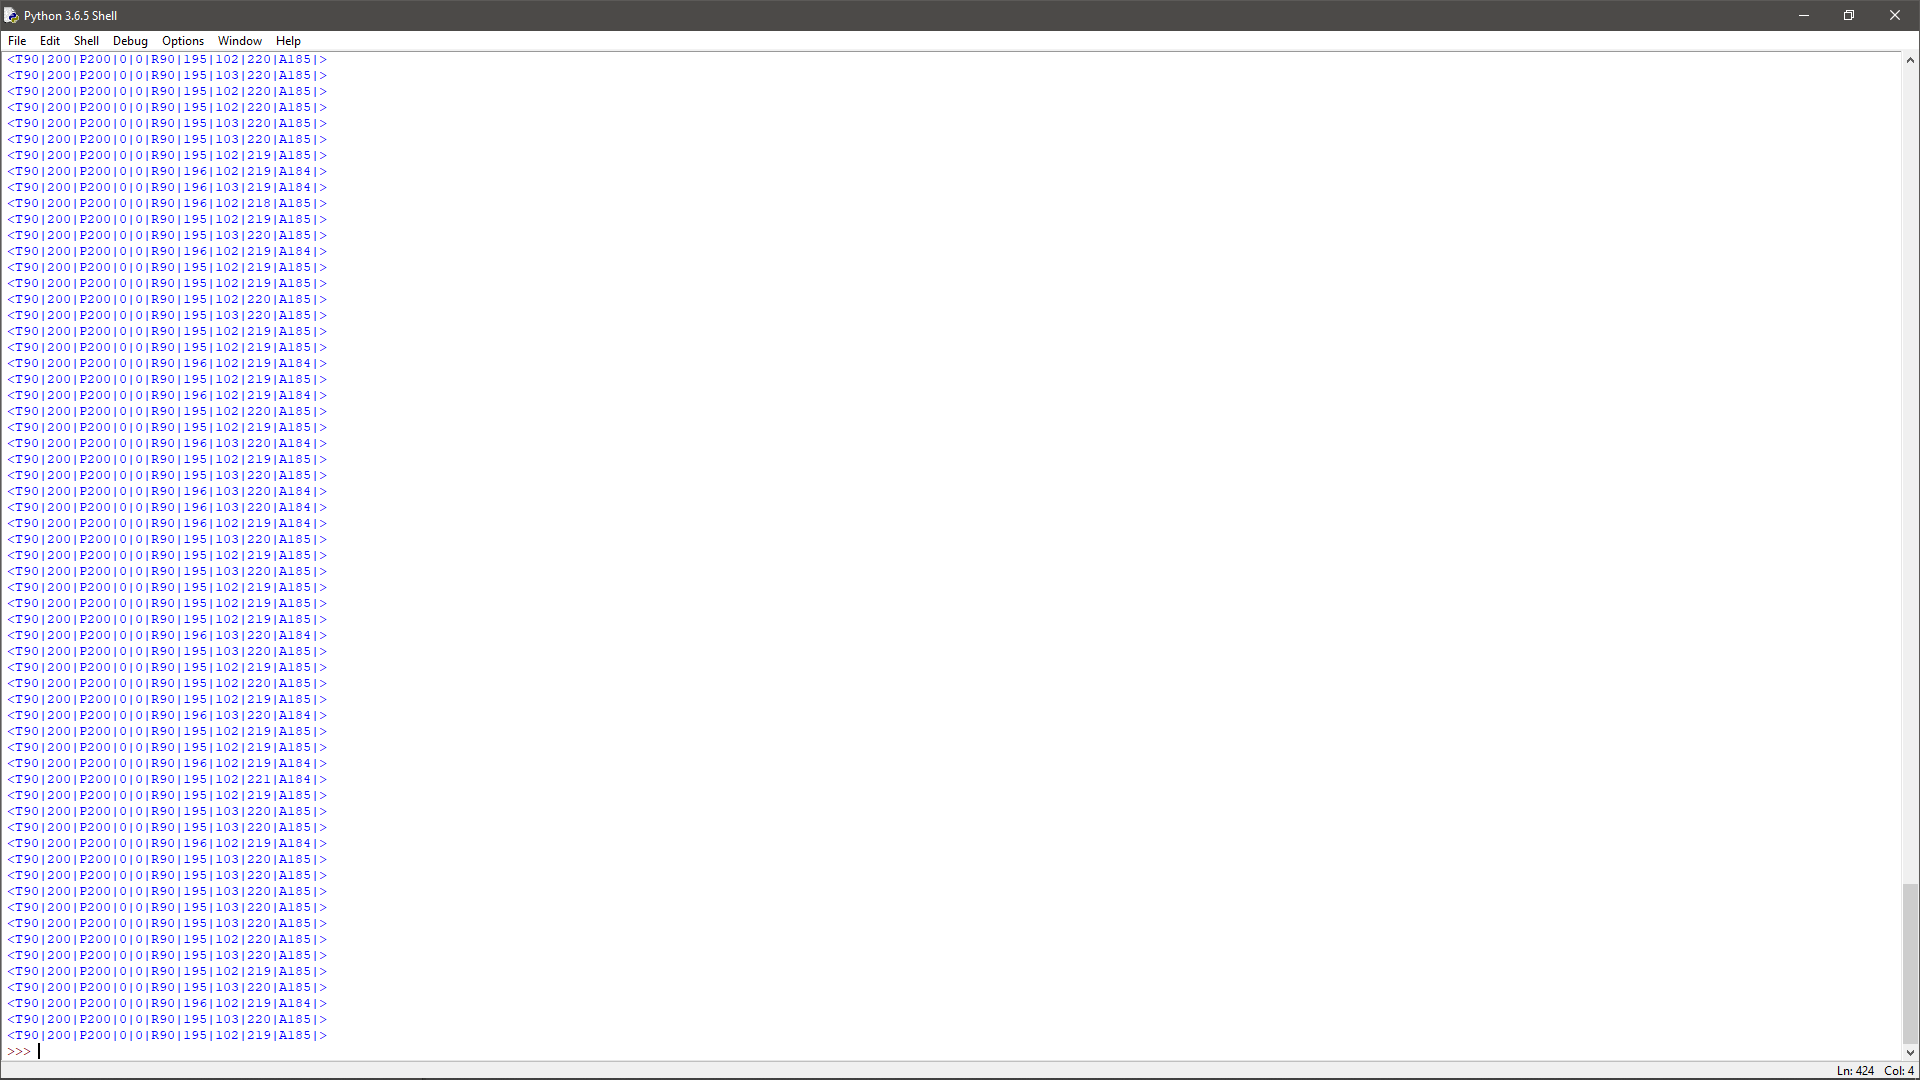 Python 3.6.5 Shell
File Edit Shell Debug Options Window Help
<T90|200|P200|0|0|R90|195|102|220|A185|>
<T90|200|P200|0|0|R90|195|103|220|A185|>
<T90|200|P200|0|0|R90|195|102|220|A185|>
<T90|200|P200|0|0|R90|195|102|220|A185|>
<T90|200|P200|0|0|R90|195|103|220|A185|>
<T90|200|P200|0|0|R90|195|103|220|A185|>
<T90|200|P200|0|0|R90|195|102|219|A185|>
<T90|200|P200|0|0|R90|196|102|219|A184|>
<T90|200|P200|0|0|R90|196|103|219|A184|>
<T90|200|P200|0|0|R90|196|102|218|A185|>
<T90|200|P200|0|0|R90|195|102|219|A185|>
<T90|200|P200|0|0|R90|195|103|220|A185|>
<T90|200|P200|0|0|R90|196|102|219|A184|>
<T90|200|P200|0|0|R90|195|102|219|A185|>
<T90|200|P200|0|0|R90|195|102|219|A185|>
<T90|200|P200|0|0|R90|195|102|220|A185|>
<T90|200|P200|0|0|R90|195|103|220|A185|>
<T90|200|P200|0|0|R90|195|102|219|A185|>
<T90|200|P200|0|0|R90|195|102|219|A185|>
<T90|200|P200|0|0|R90|196|102|219|A184|>
<T90|200|P200|0|0|R90|195|102|219|A185|>
<T90|200|P200|0|0|R90|196|102|219|A184|>
<T90|200|P200|0|0|R90|195|102|220|A185|>
<T90|200|P200|0|0|R90|195|102|219|A185|>
<T90|200|P200|0|0|R90|196|103|220|A184|>
<T90|200|P200|0|0|R90|195|102|219|A185|>
<T90|200|P200|0|0|R90|195|103|220|A185|>
<T90|200|P200|0|0|R90|196|103|220|A184|>
<T90|200|P200|0|0|R90|196|103|220|A184|>
<T90|200|P200|0|0|R90|196|102|219|A184|>
<T90|200|P200|0|0|R90|195|103|220|A185|>
<T90|200|P200|0|0|R90|195|102|219|A185|>
<T90|200|P200|0|0|R90|195|103|220|A185|>
<T90|200|P200|0|0|R90|195|102|219|A185|>
<T90|200|P200|0|0|R90|195|102|219|A185|>
<T90|200|P200|0|0|R90|195|102|219|A185|>
<T90|200|P200|0|0|R90|196|103|220|A184|>
<T90|200|P200|0|0|R90|195|103|220|A185|>
<T90|200|P200|0|0|R90|195|102|219|A185|>
<T90|200|P200|0|0|R90|195|102|220|A185|>
<T90|200|P200|0|0|R90|195|102|219|A185|>
<T90|200|P200|0|0|R90|196|103|220|A184|>
<T90|200|P200|0|0|R90|195|102|219|A185|>
<T90|200|P200|0|0|R90|195|102|219|A185|>
<T90|200|P200|0|0|R90|196|102|219|A184|>
<T90|200|P200|0|0|R90|195|102|221|A184|>
<T90|200|P200|0|0|R90|195|102|219|A185|>
<T90|200|P200|0|0|R90|195|103|220|A185|>
<T90|200|P200|0|0|R90|195|103|220|A185|>
<T90|200|P200|0|0|R90|196|102|219|A184|>
<T90|200|P200|0|0|R90|195|103|220|A185|>
<T90|200|P200|0|0|R90|195|103|220|A185|>
<T90|200|P200|0|0|R90|195|103|220|A185|>
<T90|200|P200|0|0|R90|195|103|220|A185|>
<T90|200|P200|0|0|R90|195|103|220|A185|>
<T90|200|P200|0|0|R90|195|102|220|A185|>
<T90|200|P200|0|0|R90|195|103|220|A185|>
<T90|200|P200|0|0|R90|195|102|219|A185|>
<T90|200|P200|0|0|R90|195|103|220|A185|>
<T90|200|P200|0|0|R90|196|102|219|A184|>
<T90|200|P200|0|0|R90|195|103|220|A185|>
<T90|200|P200|0|0|R90|195|102|219|A185|>
>>>
Ln: 424 Col: 4